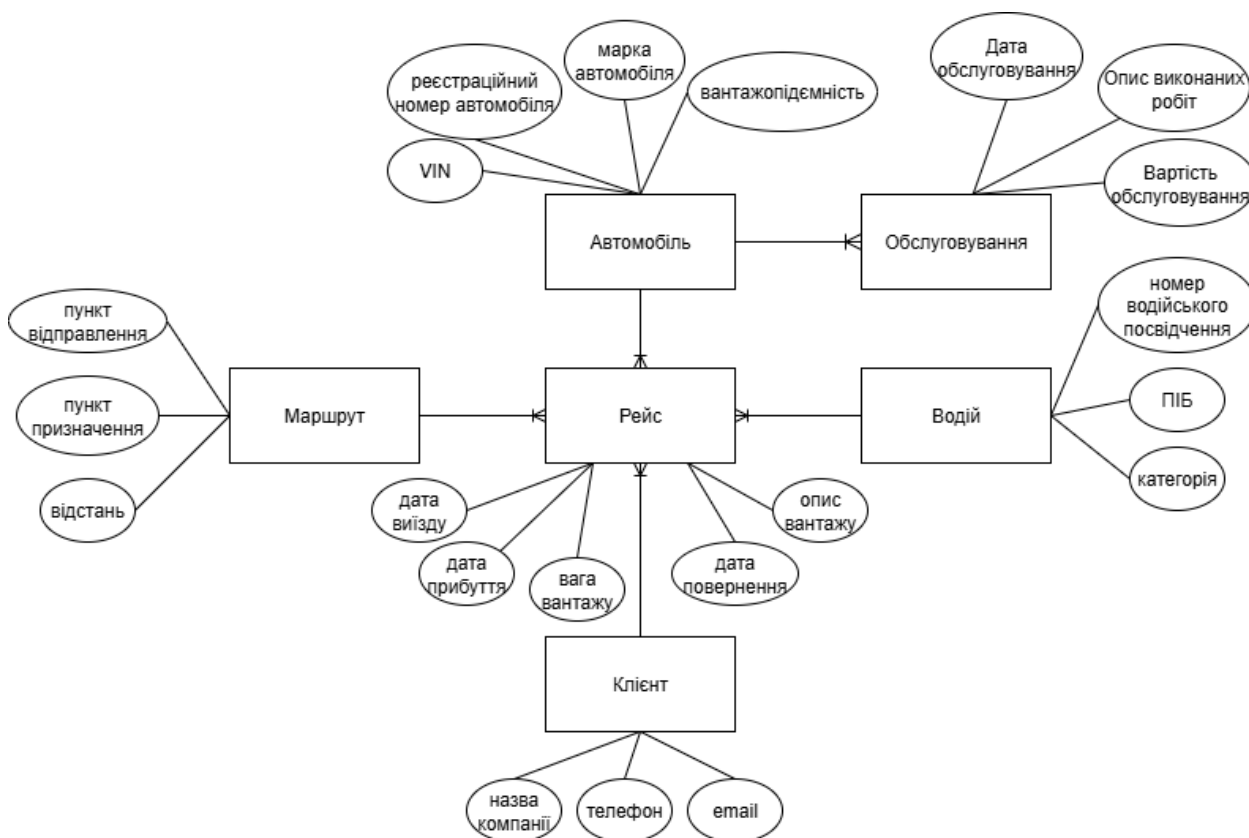 марка
автомобіля
реєстраційний
номер автомобіля
вантажопідємність
VIN
Дата
обслуговування
Опис виконаних
робіт
Вартість
обслуговування
Автомобіль
Обслуговування
пункт
відправлення
пункт
призначення
відстань
Маршрут
Рейс
Водій
номер
водійського
посвідчення
ПІБ
категорія
дата
виїзду
дата
прибуття
вага
вантажу
дата
повернення
опис
вантажу
Клієнт
назва
компанії
телефон
email